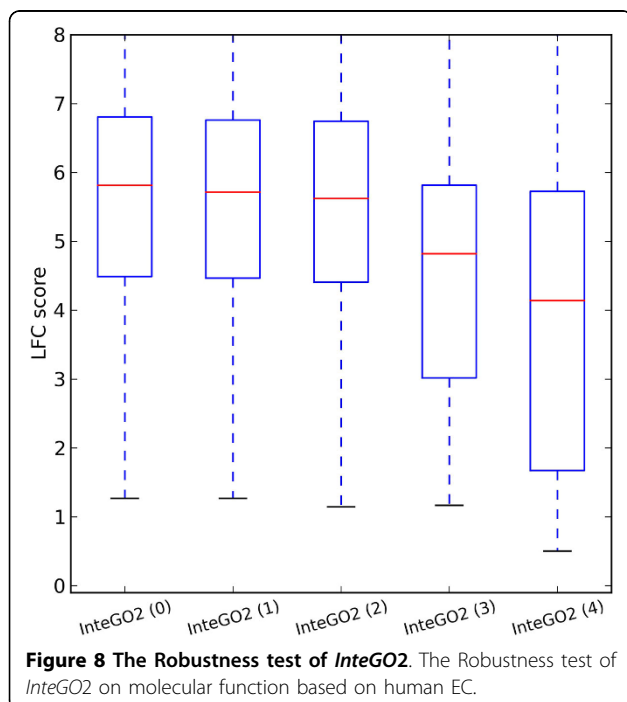 8
7
6
5
4
3
2
1
0
LFC score
InteGO2 (0) InteGO2 (1) InteGO2 (2) InteGO2 (3) InteGO2 (4)
Figure 8 The Robustness test of InteGO2. The Robustness test of
InteGO2 on molecular function based on human EC.